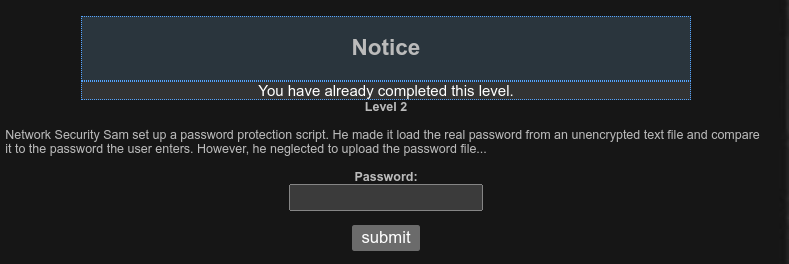 Notice
You have already completed this level.
Level 2
Network Security Sam set up a password protection script. He made it load the real password from an unencrypted text file and compare
it to the password the user enters. However, he neglected to upload the password file...
Password:
submit